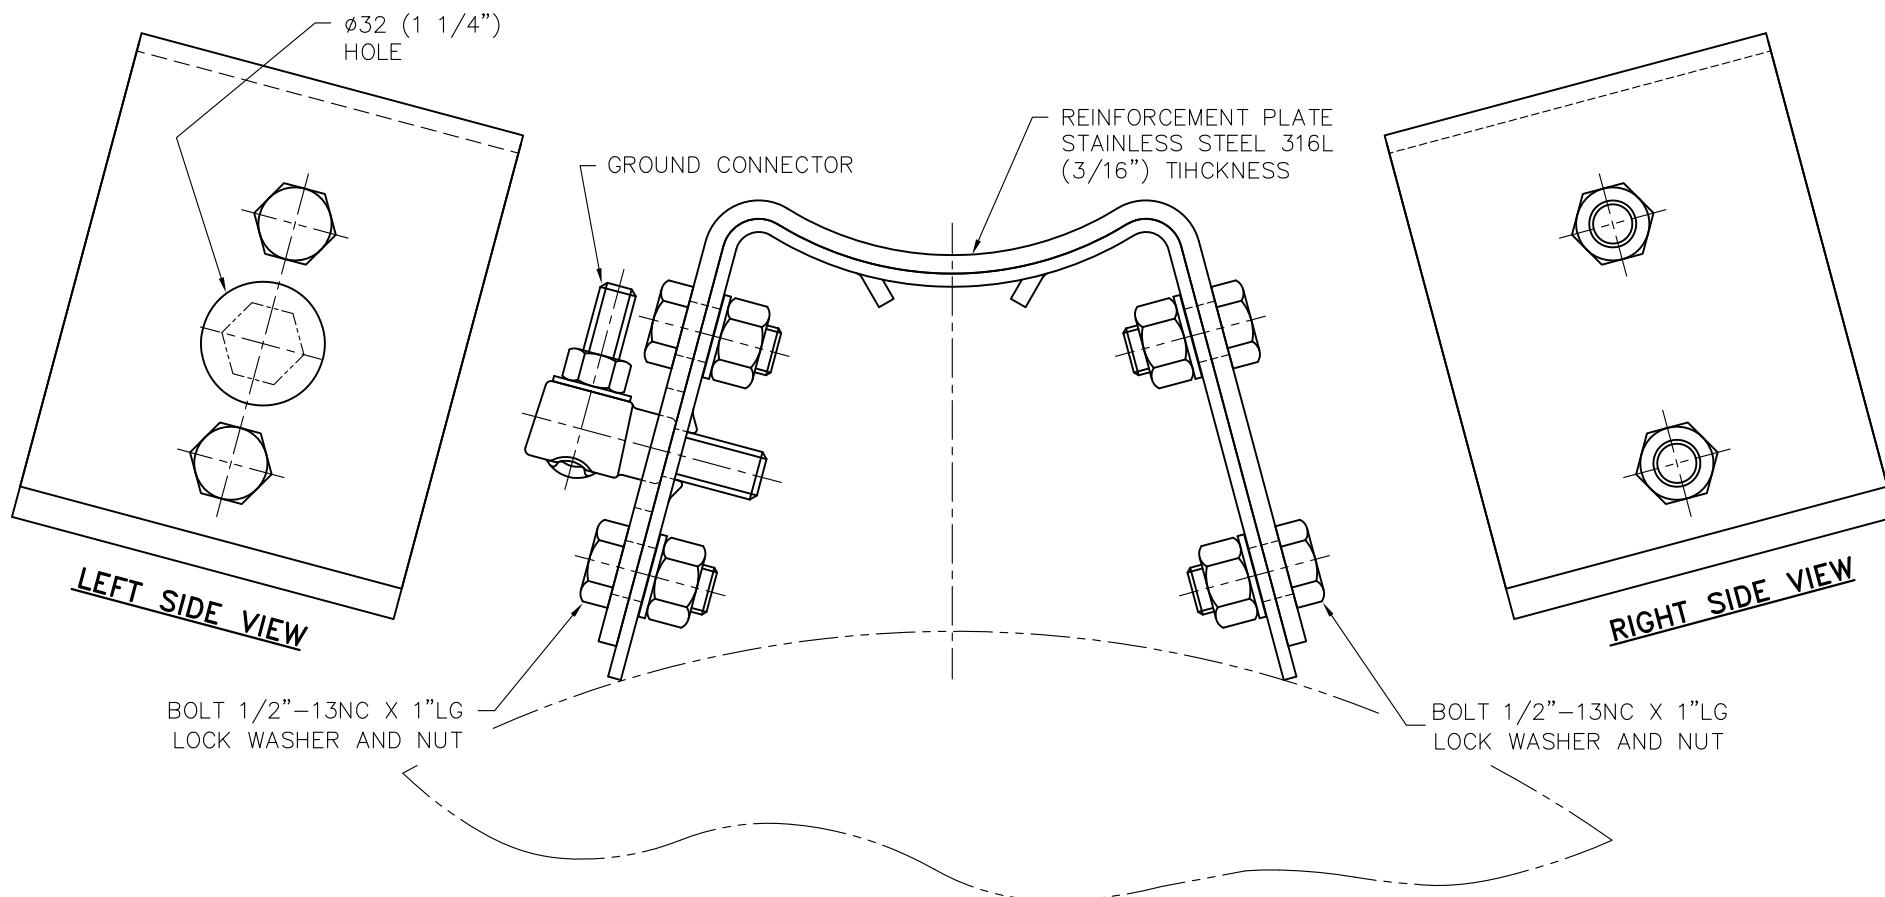 ø32 (1 1/4”)
HOLE
GROUND CONNECTOR
REINFORCEMENT PLATE
STAINLESS STEEL 316L
(3/16”) TIHCKNESS
LEFT SIDE VIEW
RIGHT SIDE VIEW
BOLT 1/2”–13NC X 1”LG
LOCK WASHER AND NUT
BOLT 1/2”–13NC X 1”LG
LOCK WASHER AND NUT